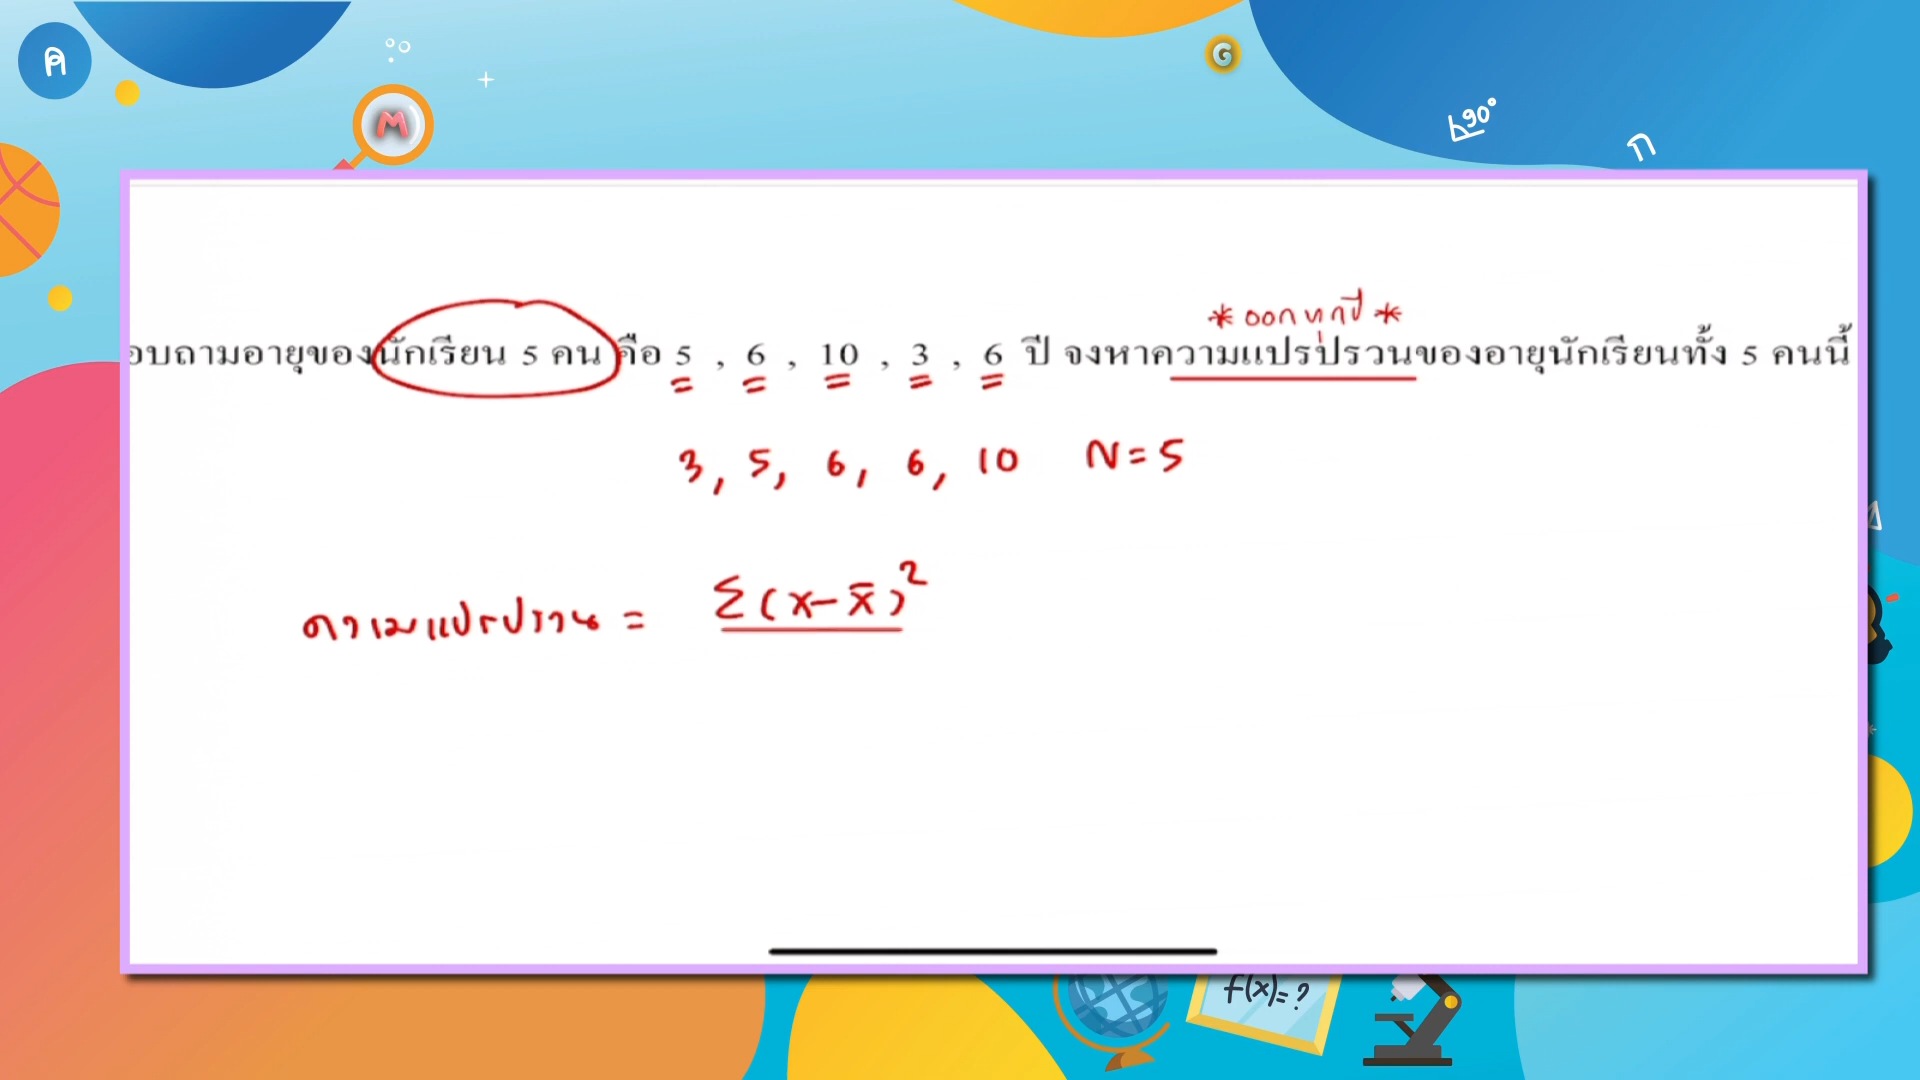 ค
M
G
90°
ก
*ออกทุกปี*
อบถามอายุของนักเรียน 5 คน คือ 5 , 6 , 10 , 3 , 6 ปี จงหาความแปรปรวนของอายุนักเรียนทั้ง 5 คนนี้
3, 5, 6, 6, 10 N=5
ความแปรปรวน = Σ(x-x̄)²
f(x)=?